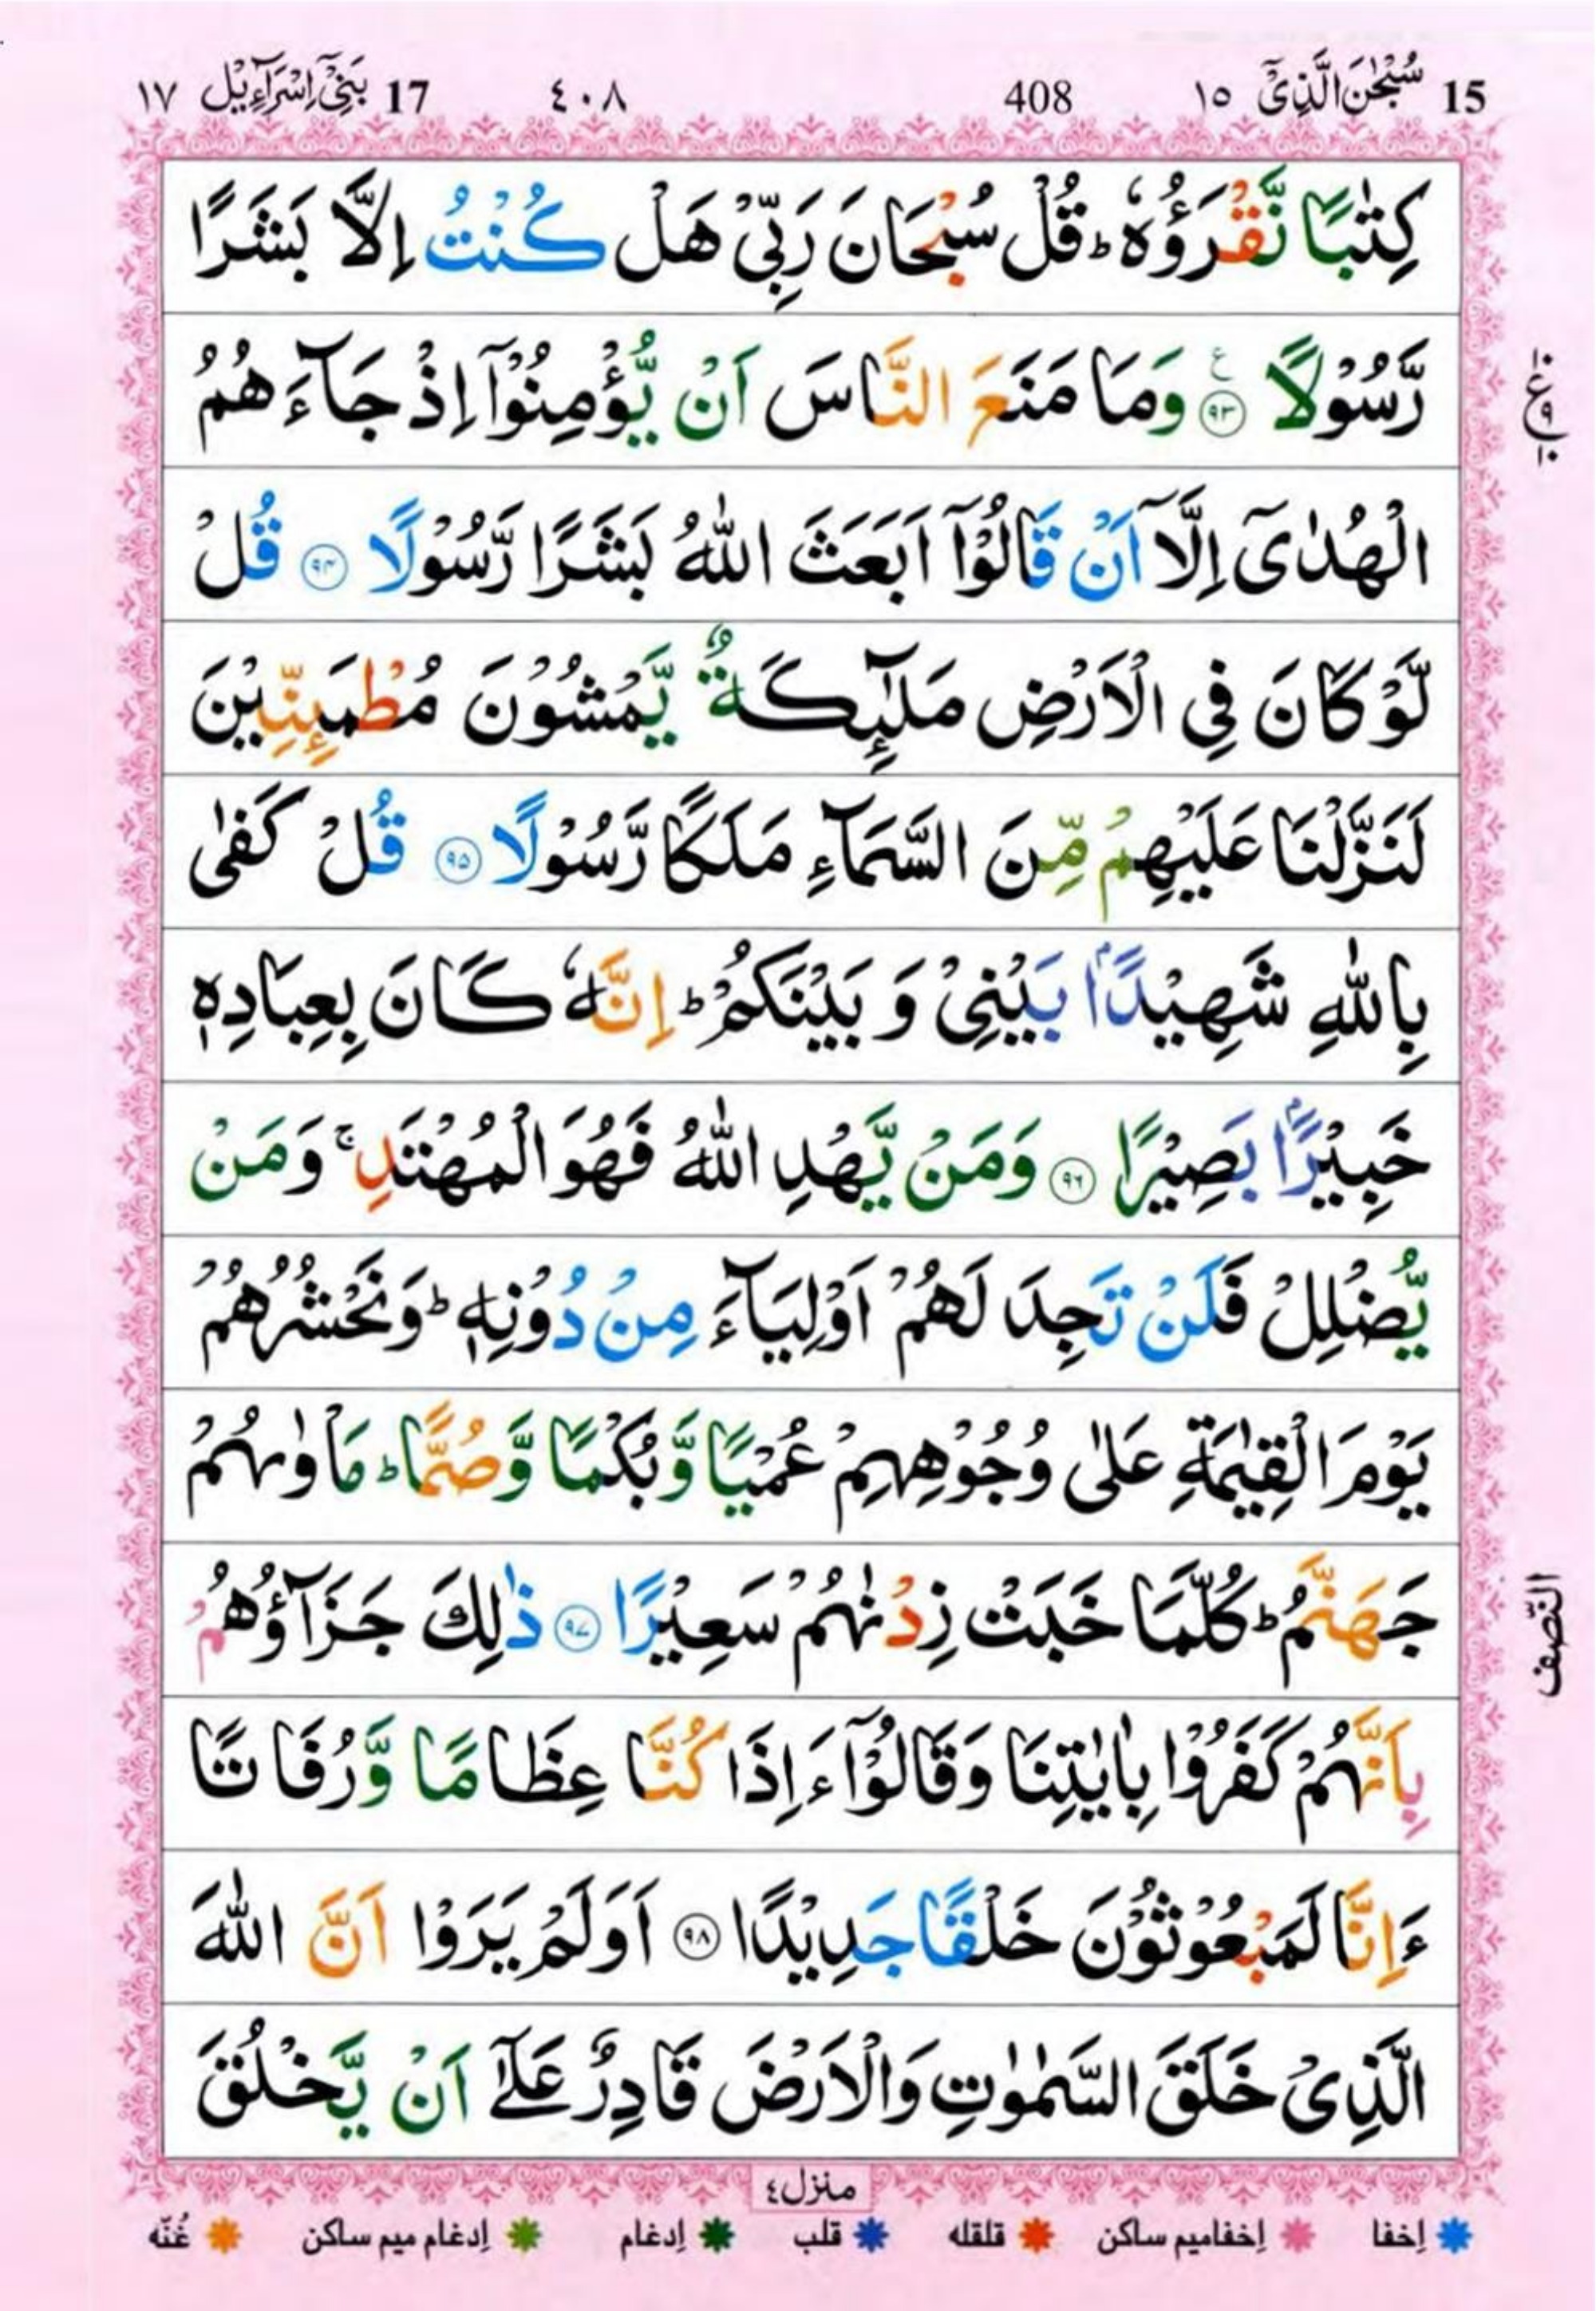 15 سُبْحٰنَ الَّذِیْۤ ١٥ 408 ٤٠٨ 17 بَنِیْۤ اِسْرَآءِیْل ١٧
كِتٰبًا نَّقْرَؤُهٗ ؕ قُلْ سُبْحَانَ رَبِّیْ هَلْ كُنْتُ اِلَّا بَشَرًا
رَّسُوْلًا ۩٩٣ وَمَا مَنَعَ النَّاسَ اَنْ یُّؤْمِنُوْۤا اِذْ جَآءَهُمُ
الْهُدٰۤی اِلَّاۤ اَنْ قَالُوْۤا اَبَعَثَ اللّٰهُ بَشَرًا رَّسُوْلًا ٩٤ قُلْ
لَّوْ كَانَ فِی الْاَرْضِ مَلٰٓىِٕكَةٌ یَّمْشُوْنَ مُطْمَىِٕنِّیْنَ
لَنَزَّلْنَا عَلَیْهِمْ مِّنَ السَّمَآءِ مَلَكًا رَّسُوْلًا ٩٥ قُلْ كَفٰی
بِاللّٰهِ شَهِیْدًۢا بَیْنِیْ وَ بَیْنَكُمْ ؕ اِنَّهٗ كَانَ بِعِبَادِهٖ
خَبِیْرًۢا بَصِیْرًا ٩٦ وَمَنْ یَّهْدِ اللّٰهُ فَهُوَ الْمُهْتَدِ ۚ وَمَنْ
یُّضْلِلْ فَلَنْ تَجِدَ لَهُمْ اَوْلِیَآءَ مِنْ دُوْنِهٖ ؕ وَنَحْشُرُهُمْ
یَوْمَ الْقِیٰمَةِ عَلٰی وُجُوْهِهِمْ عُمْیًا وَّبُكْمًا وَّصُمًّا ؕ مَاْوٰىهُمْ
جَهَنَّمُ ؕ كُلَّمَا خَبَتْ زِدْنٰهُمْ سَعِیْرًا ٩٧ ذٰلِكَ جَزَآؤُهُمْ
بِاَنَّهُمْ كَفَرُوْا بِاٰیٰتِنَا وَقَالُوْۤا ءَاِذَا كُنَّا عِظَامًا وَّرُفَاتًا
ءَاِنَّا لَمَبْعُوْثُوْنَ خَلْقًا جَدِیْدًا ٩٨ اَوَلَمْ یَرَوْا اَنَّ اللّٰهَ
الَّذِیْ خَلَقَ السَّمٰوٰتِ وَالْاَرْضَ قَادِرٌ عَلٰۤی اَنْ یَّخْلُقَ
ع ٩ ١٠
النّصف
منزل٤
اِخفا اِخفامیم ساکن قلقله قلب اِدغام اِدغام میم ساکن غُنّه